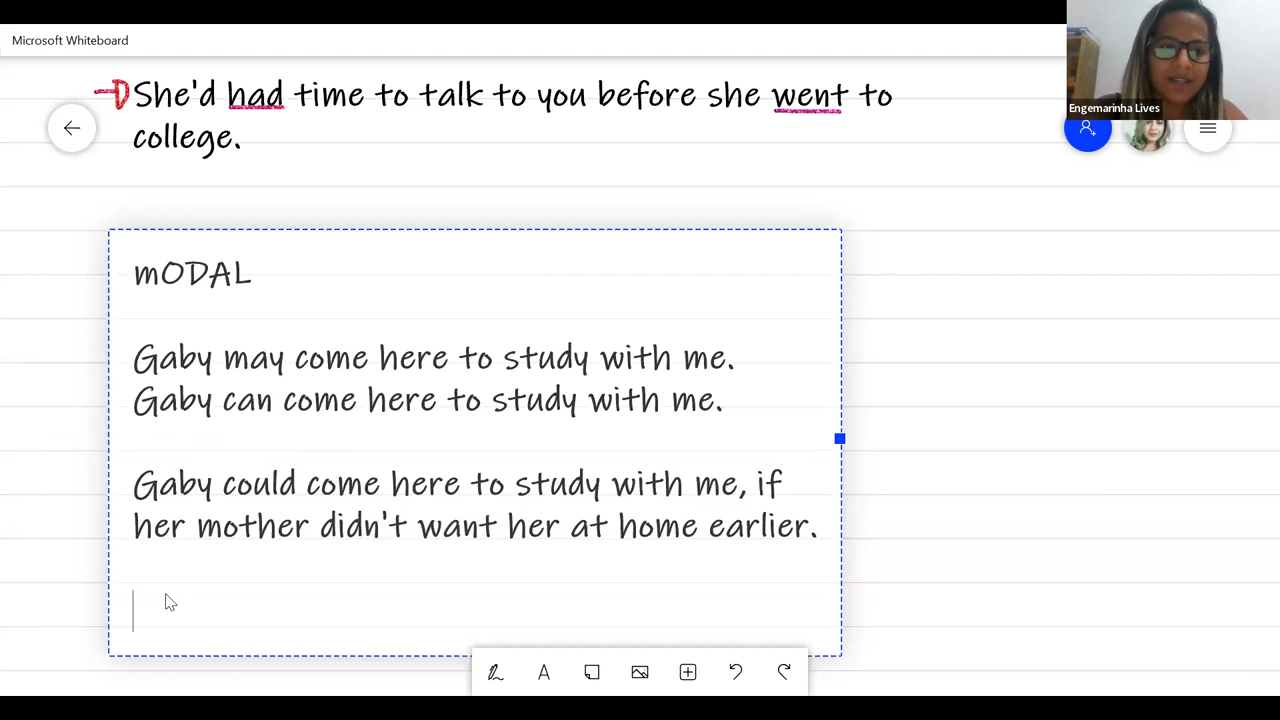 Microsoft Whiteboard
She'd had time to talk to you before she went to
college.
Engemarinha Lives
mODAL
Gaby may come here to study with me.
Gaby can come here to study with me.
Gaby could come here to study with me, if
her mother didn't want her at home earlier.
A